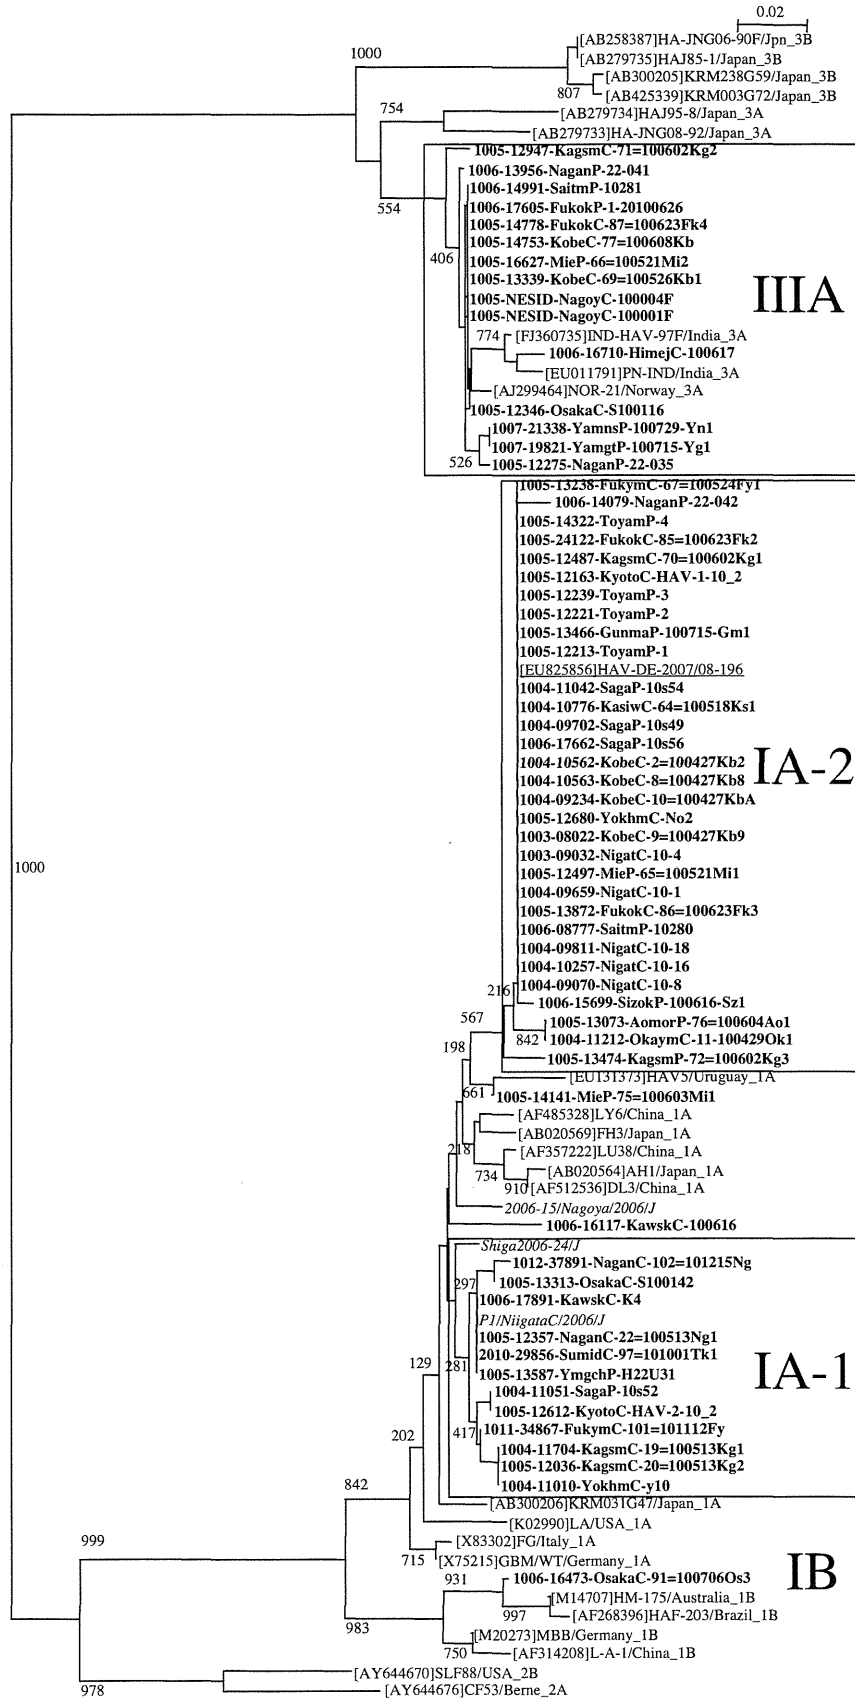 0.02
[AB258387]HA-JNG06-90F/Jpn_3B
1000
[AB279735]HAJ85-1/Japan_3B
[AB300205]KRM238G59/Japan_3B
807
[AB425339]KRM003G72/Japan_3B
754
[AB279734]HAJ95-8/Japan_3A
[AB279733]HA-JNG08-92/Japan_3A
1005-12947-KagsmC-71=100602Kg2
1006-13956-NaganP-22-041
1006-14991-SaitmP-10281
554
1006-17605-FukokP-1-20100626
1005-14778-FukokC-87=100623Fk4
1005-14753-KobeC-77=100608Kb
406
1005-16627-MieP-66=100521Mi2
1005-13339-KobeC-69=100526Kb1
IIIA
1005-NESID-NagoyC-100004F
1005-NESID-NagoyC-100001F
774
[FJ360735]IND-HAV-97F/India_3A
1006-16710-HimejC-100617
[EU011791]PN-IND/India_3A
[AJ299464]NOR-21/Norway_3A
1005-12346-OsakaC-S100116
1007-21338-YamnsP-100729-Yn1
1007-19821-YamgtP-100715-Yg1
526
1005-12275-NaganP-22-035
1005-13238-FukymC-67=100524Fy1
1006-14079-NaganP-22-042
1005-14322-ToyamP-4
1005-24122-FukokC-85=100623Fk2
1005-12487-KagsmC-70=100602Kg1
1005-12163-KyotoC-HAV-1-10_2
1005-12239-ToyamP-3
1005-12221-ToyamP-2
1005-13466-GunmaP-100715-Gm1
1005-12213-ToyamP-1
[EU825856]HAV-DE-2007/08-196
1004-11042-SagaP-10s54
1004-10776-KasiwC-64=100518Ks1
1004-09702-SagaP-10s49
1006-17662-SagaP-10s56
1004-10562-KobeC-2=100427Kb2
IA-2
1004-10563-KobeC-8=100427Kb8
1004-09234-KobeC-10=100427KbA
1005-12680-YokhmC-No2
1003-08022-KobeC-9=100427Kb9
1003-09032-NigatC-10-4
1000
1005-12497-MieP-65=100521Mi1
1004-09659-NigatC-10-1
1005-13872-FukokC-86=100623Fk3
1006-08777-SaitmP-10280
1004-09811-NigatC-10-18
1004-10257-NigatC-10-16
1004-09070-NigatC-10-8
216
1006-15699-SizokP-100616-Sz1
567
1005-13073-AomorP-76=100604Ao1
842
1004-11212-OkaymC-11-100429Ok1
198
1005-13474-KagsmP-72=100602Kg3
[EU131373]HAV5/Uruguay_1A
661
1005-14141-MieP-75=100603Mi1
[AF485328]LY6/China_1A
[AB020569]FH3/Japan_1A
218
[AF357222]LU38/China_1A
734
[AB020564]AH1/Japan_1A
910
[AF512536]DL3/China_1A
2006-15/Nagoya/2006/J
1006-16117-KawskC-100616
Shiga2006-24/J
1012-37891-NaganC-102=101215Ng
297
1005-13313-OsakaC-S100142
1006-17891-KawskC-K4
P1/NiigataC/2006/J
1005-12357-NaganC-22=100513Ng1
2010-29856-SumidC-97=101001Tk1
129
281
1005-13587-YmgchP-H22U31
IA-1
1004-11051-SagaP-10s52
1005-12612-KyotoC-HAV-2-10_2
417
1011-34867-FukymC-101=101112Fy
202
1004-11704-KagsmC-19=100513Kg1
1005-12036-KagsmC-20=100513Kg2
842
1004-11010-YokhmC-y10
[AB300206]KRM031G47/Japan_1A
[K02990]LA/USA_1A
999
[X83302]FG/Italy_1A
715
[X75215]GBM/WT/Germany_1A
IB
931
1006-16473-OsakaC-91=100706Os3
[M14707]HM-175/Australia_1B
997
[AF268396]HAF-203/Brazil_1B
983
[M20273]MBB/Germany_1B
750
[AF314208]L-A-1/China_1B
[AY644670]SLF88/USA_2B
978
[AY644676]CF53/Berne_2A